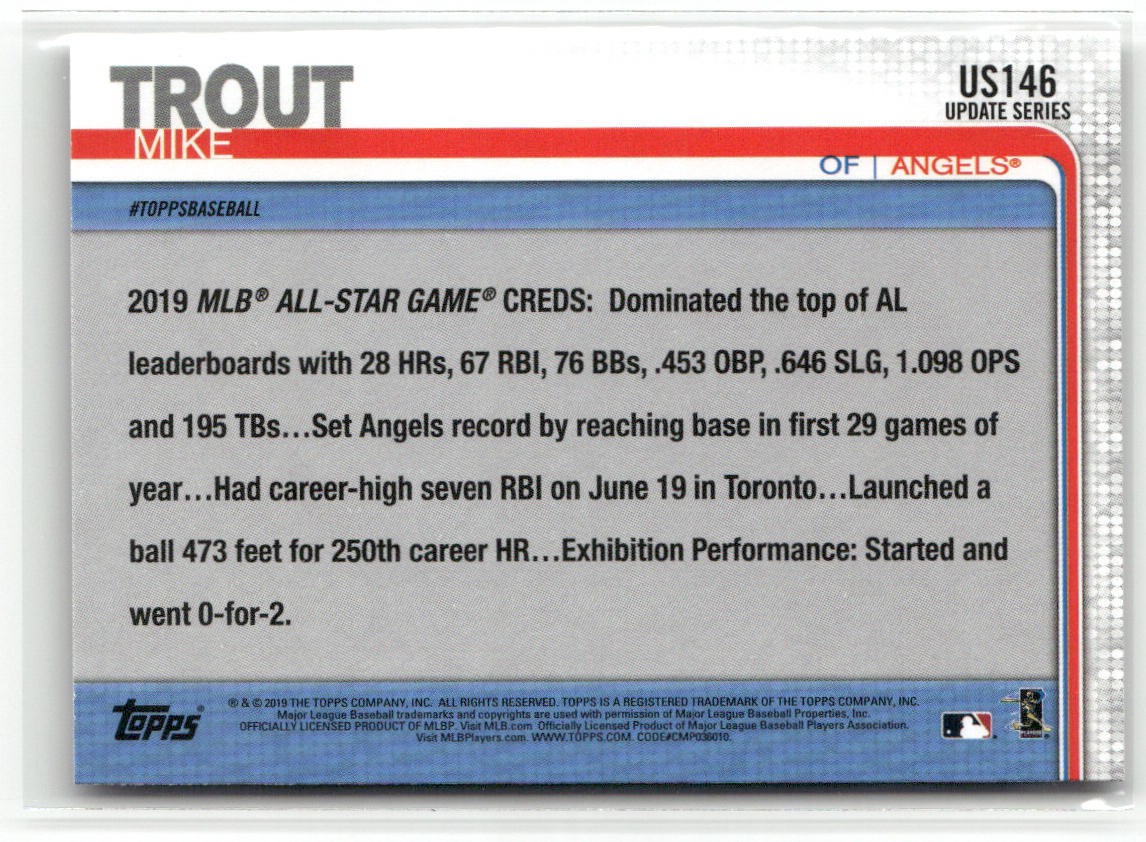 TROUT
MIKE
US146
UPDATE SERIES
OF | ANGELS®
#TOPPSBASEBALL
2019 MLB® ALL-STAR GAME® CREDS: Dominated the top of AL
leaderboards with 28 HRs, 67 RBI, 76 BBs, .453 OBP, .646 SLG, 1.098 OPS
and 195 TBs...Set Angels record by reaching base in first 29 games of
year...Had career-high seven RBI on June 19 in Toronto...Launched a
ball 473 feet for 250th career HR...Exhibition Performance: Started and
went 0-for-2.
Topps®
® & © 2019 THE TOPPS COMPANY, INC. ALL RIGHTS RESERVED. TOPPS IS A REGISTERED TRADEMARK OF THE TOPPS COMPANY, INC.
Major League Baseball trademarks and copyrights are used with permission of Major League Baseball Properties, Inc.
OFFICIALLY LICENSED PRODUCT OF MLBP. Visit MLB.com Officially Licensed Product of Major League Baseball Players Association.
Visit MLBPlayers.com. WWW.TOPPS.COM. CODE#CMP036010.